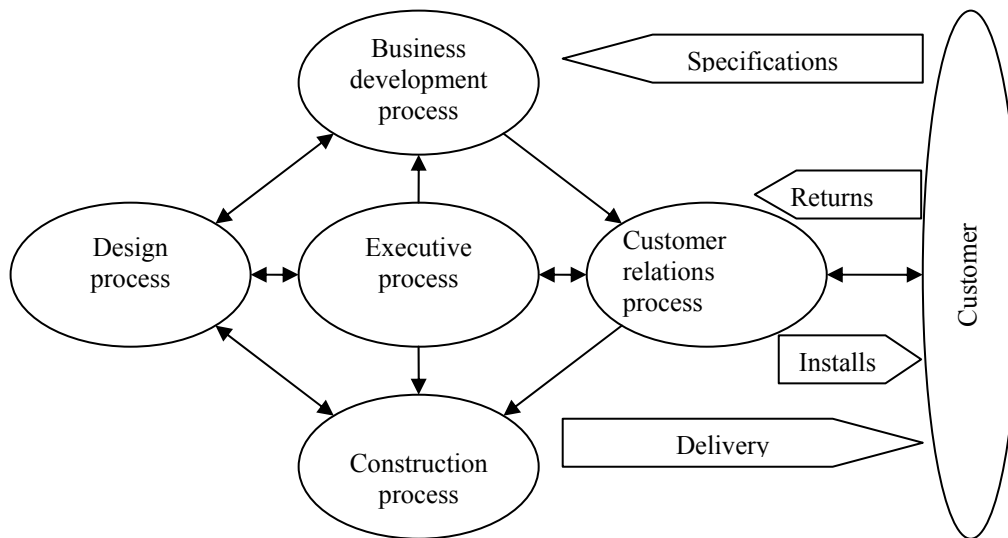 Business
development
process
Specifications
Returns
Design
process
Executive
process
Customer
relations
process
Customer
Installs
Delivery
Construction
process